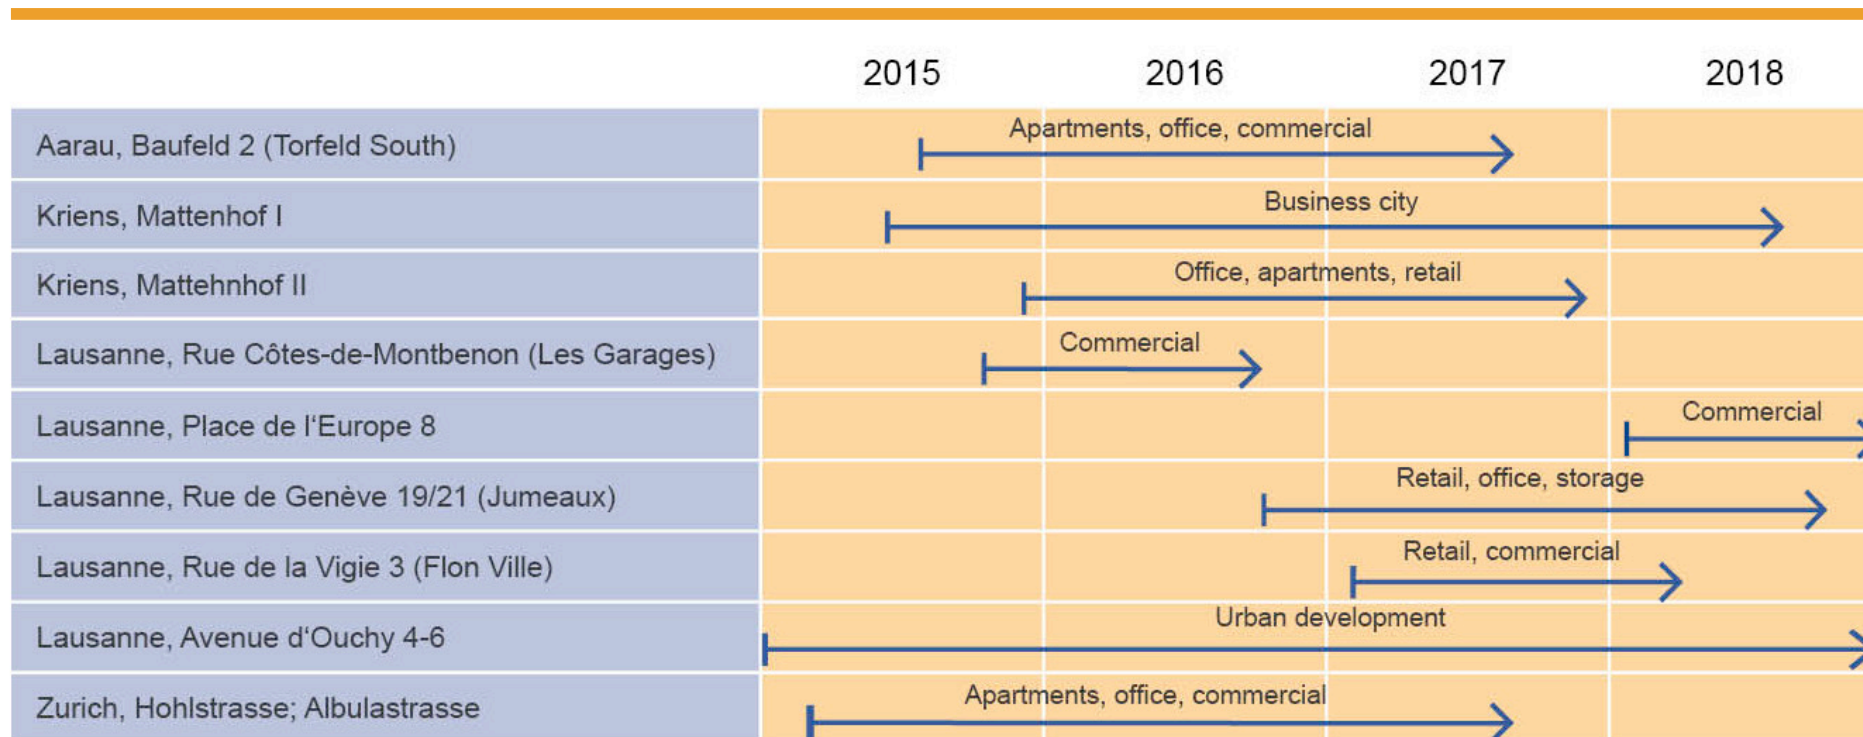 2015 2016 2017 2018
Aarau, Baufeld 2 (Torfeld South) Apartments, office, commercial
Kriens, Mattenhof I Business city
Kriens, Mattehnhof II Office, apartments, retail
Lausanne, Rue Côtes-de-Montbenon (Les Garages) Commercial
Lausanne, Place de l‘Europe 8 Commercial
Lausanne, Rue de Genève 19/21 (Jumeaux) Retail, office, storage
Lausanne, Rue de la Vigie 3 (Flon Ville) Retail, commercial
Lausanne, Avenue d‘Ouchy 4-6 Urban development
Zurich, Hohlstrasse; Albulastrasse Apartments, office, commercial